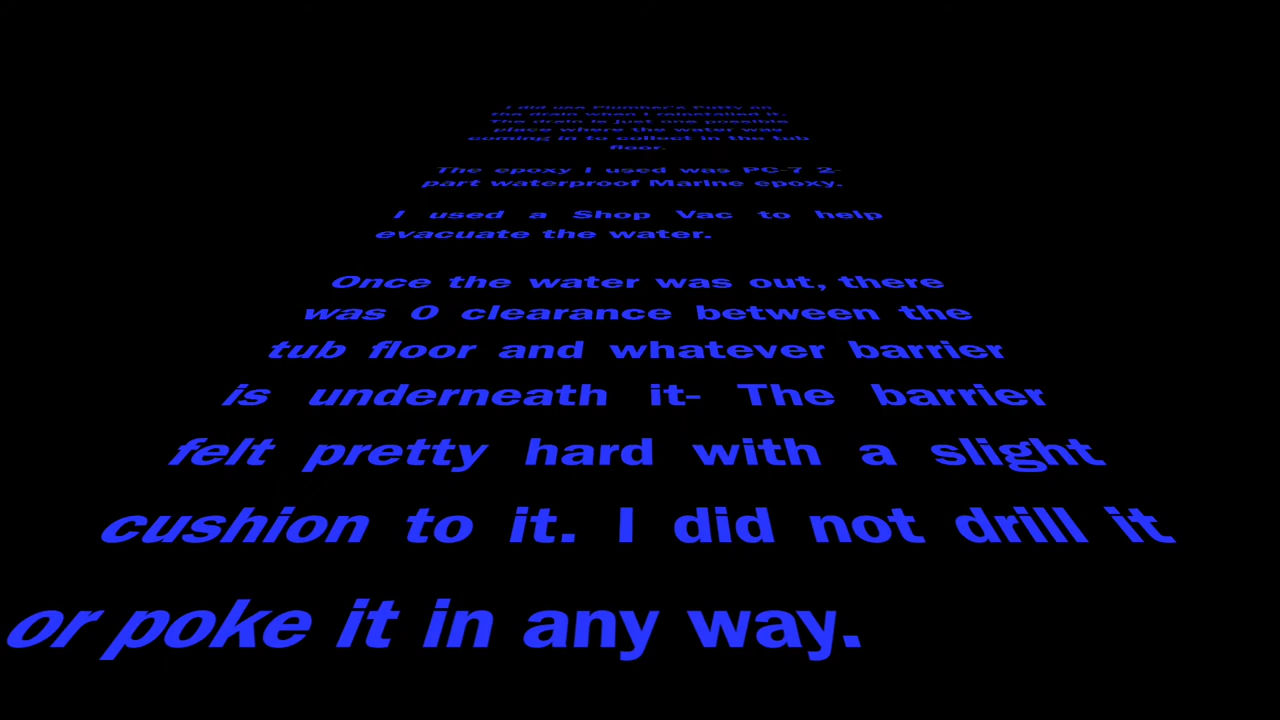 I did use Plumber's Putty on
the drain when I reinstalled it.
The drain is just one possible
place where the water was
coming in to collect in the tub
floor.
The epoxy I used was PC-7 2-
part waterproof Marine epoxy.
I used a Shop Vac to help
evacuate the water.
Once the water was out, there
was 0 clearance between the
tub floor and whatever barrier
is underneath it- The barrier
felt pretty hard with a slight
cushion to it. I did not drill it
or poke it in any way.